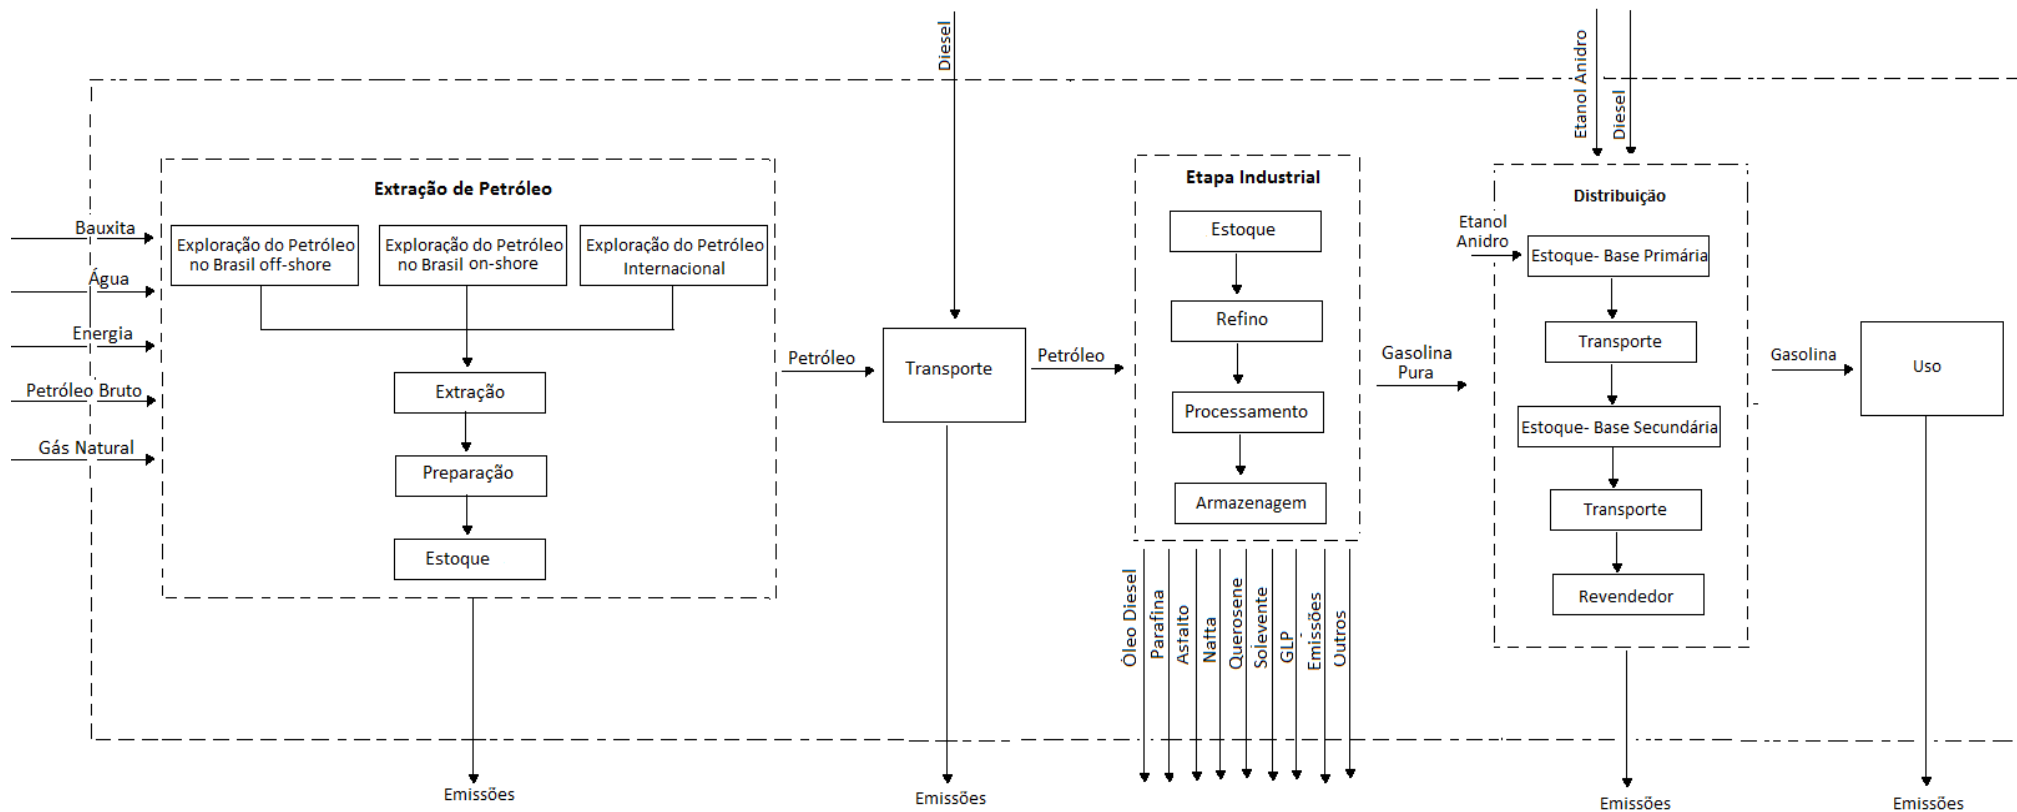 Diesel
Etanol Anidro
Diesel
Extração de Petróleo
Etapa Industrial
Distribuição
Bauxita
Água
Energia
Petróleo Bruto
Gás Natural
Exploração do Petróleo
no Brasil off-shore
Exploração do Petróleo
no Brasil on-shore
Exploração do Petróleo
Internacional
Extração
Preparação
Estoque
Petróleo
Transporte
Petróleo
Estoque
Refino
Processamento
Armazenagem
Gasolina
Pura
Etanol
Anidro
Estoque- Base Primária
Transporte
Estoque- Base Secundária
Transporte
Revendedor
Gasolina
Uso
Óleo Diesel
Parafina
Asfalto
Nafta
Querosene
Solevente
GLP
Emissões
Outros
Emissões
Emissões
Emissões
Emissões